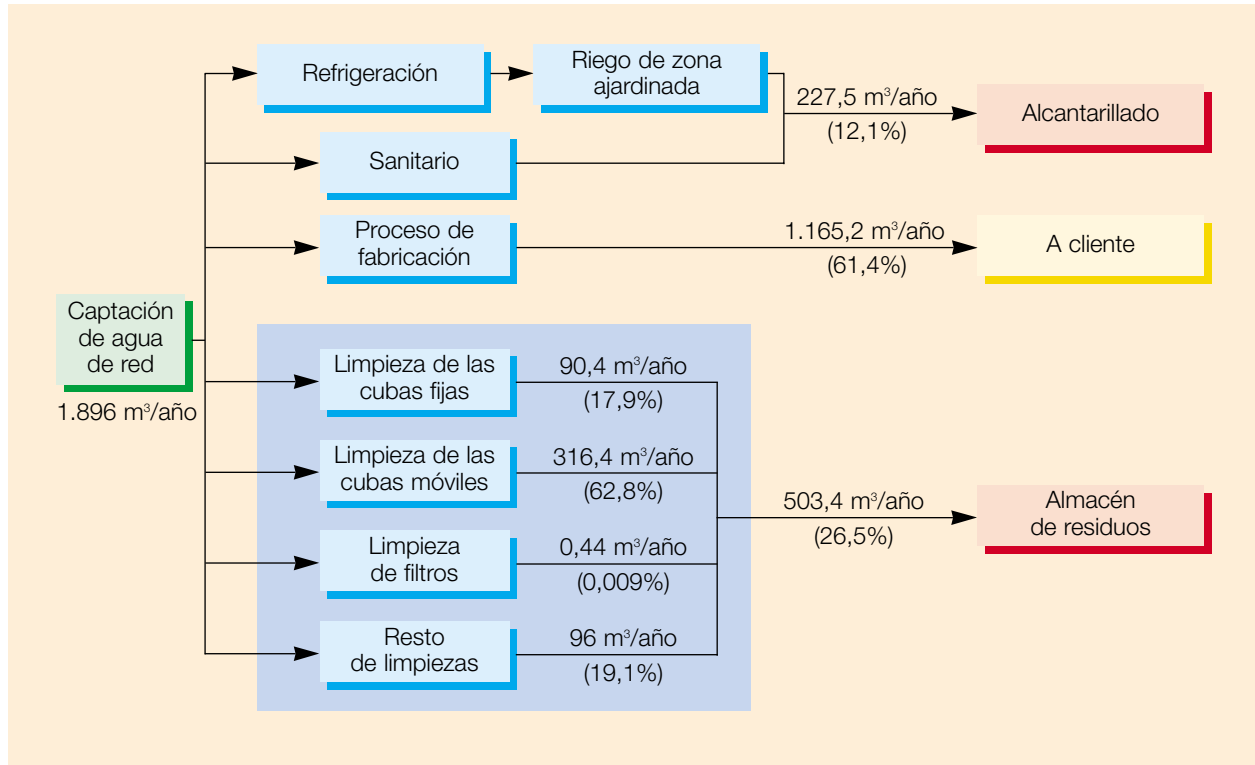 Refrigeración
Riego de zona
ajardinada
227,5 m³/año
(12,1%)
Alcantarillado
Sanitario
Proceso de
fabricación
1.165,2 m³/año
(61,4%)
A cliente
Captación
de agua
de red
1.896 m³/año
Limpieza de las
cubas fijas
90,4 m³/año
(17,9%)
Limpieza de las
cubas móviles
316,4 m³/año
(62,8%)
503,4 m³/año
(26,5%)
Almacén
de residuos
Limpieza
de filtros
0,44 m³/año
(0,009%)
Resto
de limpiezas
96 m³/año
(19,1%)